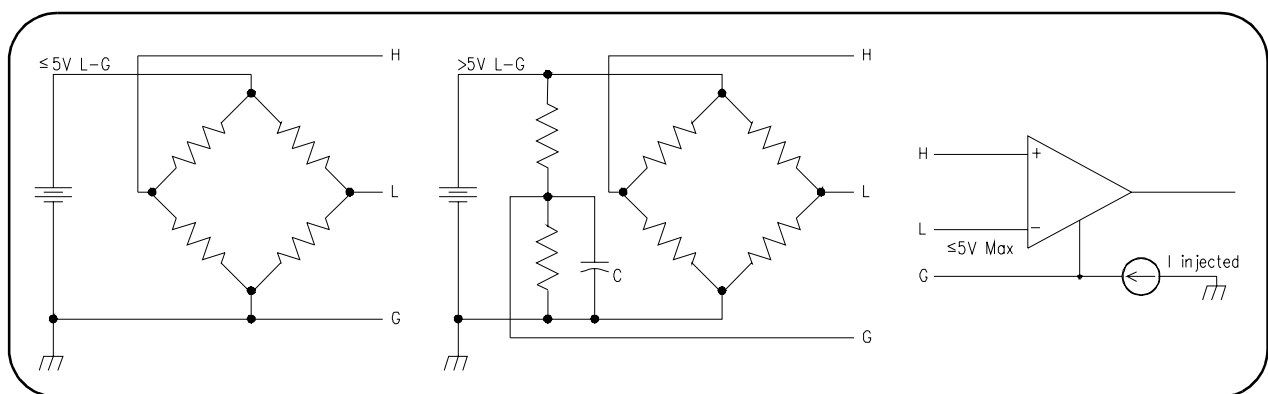 ≤5V L-G
H
L
G
>5V L-G
H
L
C
G
H
+
L
−
≤5V Max
G
I injected